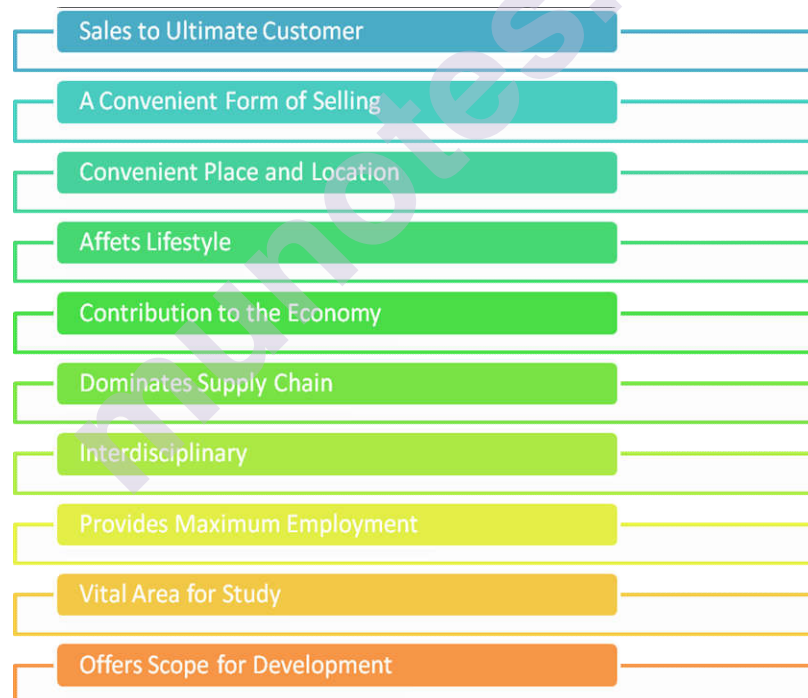 Sales to Ultimate Customer
A Convenient Form of Selling
Convenient Place and Location
Affets Lifestyle
Contribution to the Economy
Dominates Supply Chain
Interdisciplinary
Provides Maximum Employment
Vital Area for Study
Offers Scope for Development
munotes.